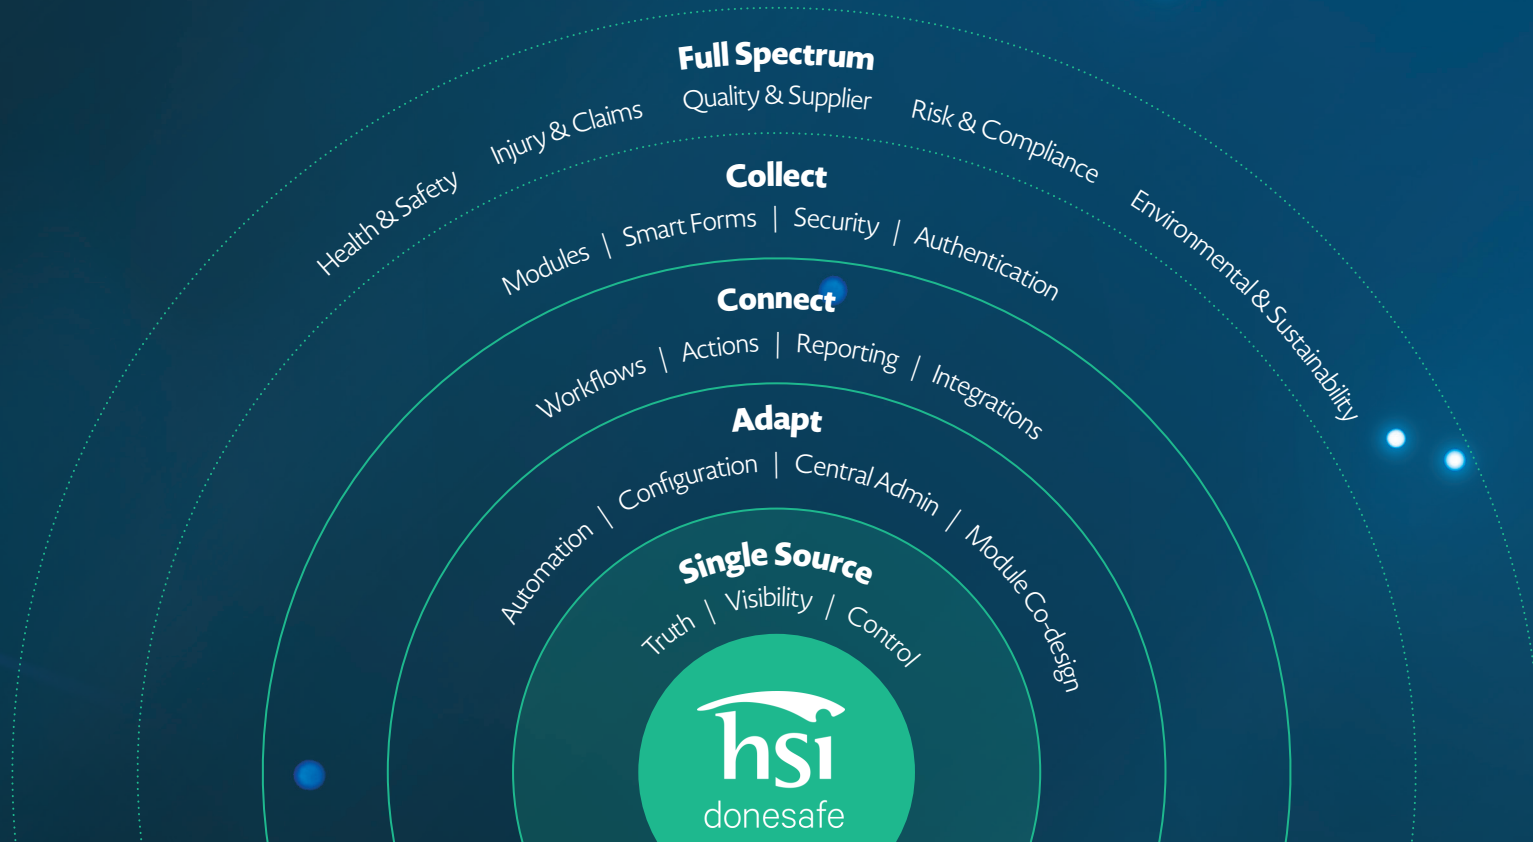 Full Spectrum
Health & Safety Injury & Claims Quality & Supplier Risk & Compliance Environmental & Sustainability
Collect
Modules | Smart Forms | Security | Authentication
Connect
Workflows | Actions | Reporting | Integrations
Adapt
Automation | Configuration | Central Admin | Module Co-design
Single Source
Truth | Visibility | Control
hsi
donesafe